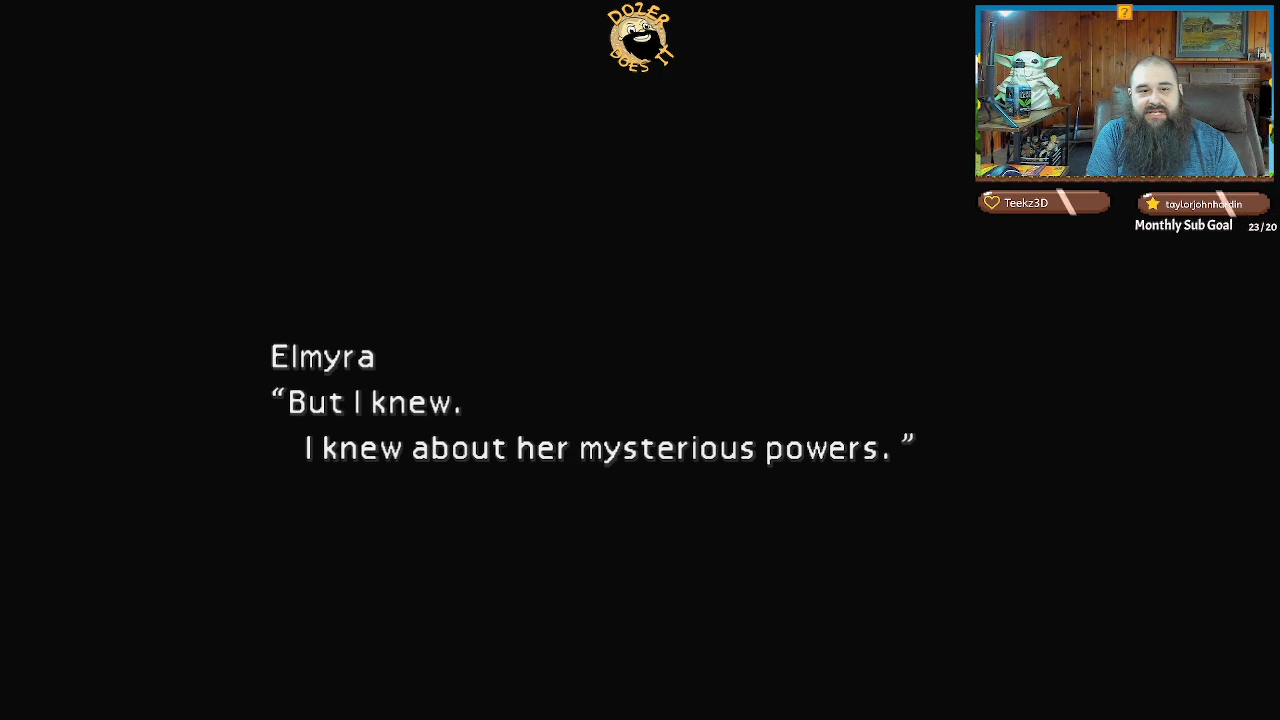 DOZER
DOES IT
?
Teekz3D
taylorjohnhardin
Monthly Sub Goal 23/20
Elmyra
“But I knew.
I knew about her mysterious powers. ”